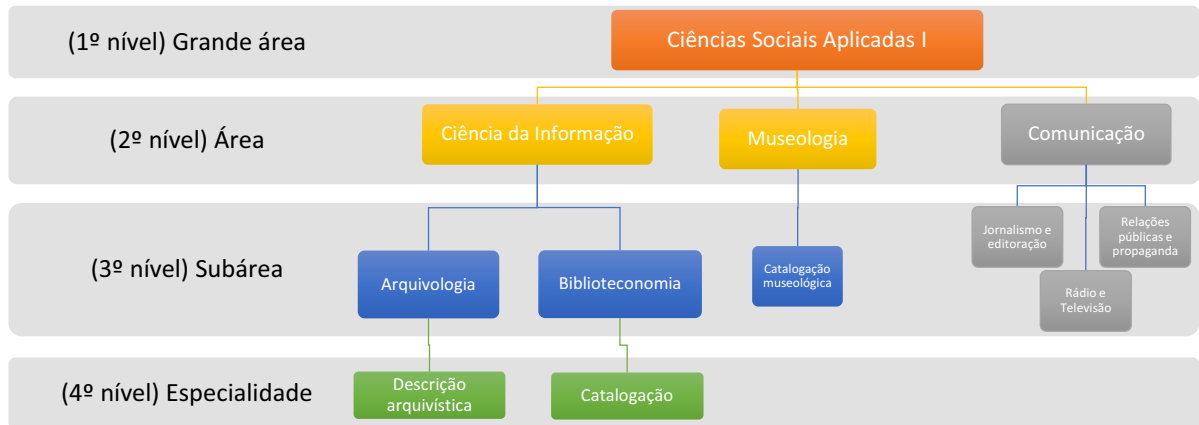 (1º nível) Grande área
Ciências Sociais Aplicadas I
(2º nível) Área
Ciência da Informação
Museologia
Comunicação
(3º nível) Subárea
Arquivologia
Biblioteconomia
Catalogação
museológica
Jornalismo e
editoração
Rádio e
Televisão
Relações
públicas e
propaganda
(4º nível) Especialidade
Descrição
arquivística
Catalogação